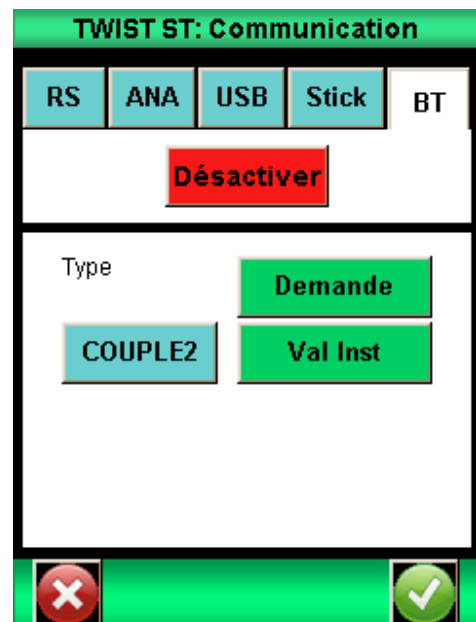 TWIST ST: Communication
RS ANA USB Stick BT
Désactiver
Type
Demande
COUPLE2 Val Inst